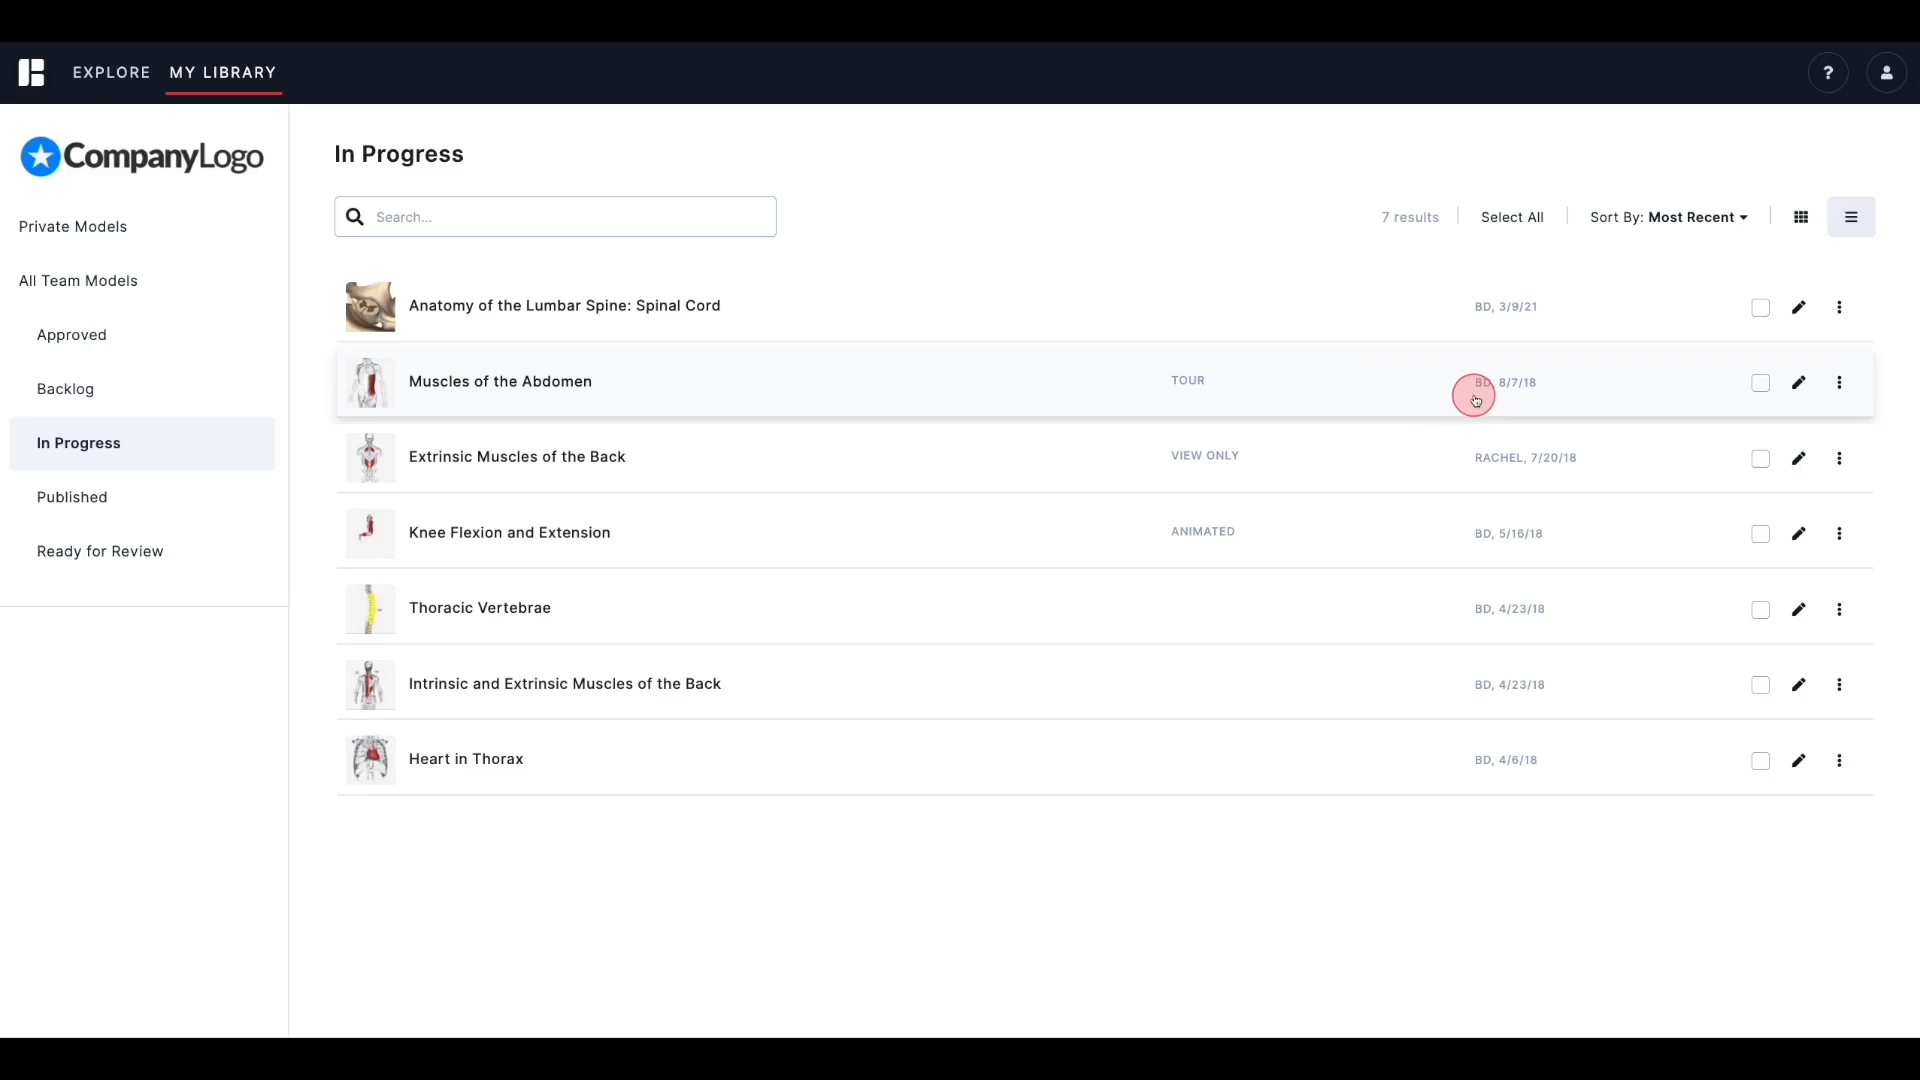 EXPLORE MY LIBRARY ?
CompanyLogo
Private Models
All Team Models
Approved
Backlog
In Progress
Published
Ready for Review
In Progress
Search...
7 results Select All Sort By: Most Recent
Anatomy of the Lumbar Spine: Spinal Cord BD, 3/9/21
Muscles of the Abdomen TOUR BD, 8/7/18
Extrinsic Muscles of the Back VIEW ONLY RACHEL, 7/20/18
Knee Flexion and Extension ANIMATED BD, 5/16/18
Thoracic Vertebrae BD, 4/23/18
Intrinsic and Extrinsic Muscles of the Back BD, 4/23/18
Heart in Thorax BD, 4/6/18